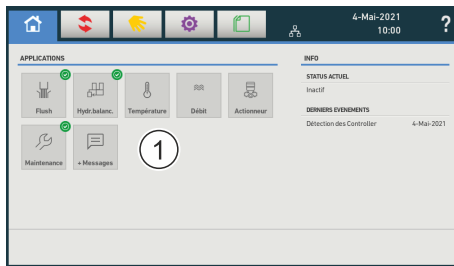 4-Mai-2021
10:00
?
APPLICATIONS
Flush
Hydr.balanc.
Température
Débit
Actionneur
Maintenance
+Messages
1
INFO
STATUS ACTUEL
Inactif
DERNIERS EVENEMENTS
Détection des Controller 4-Mai-2021